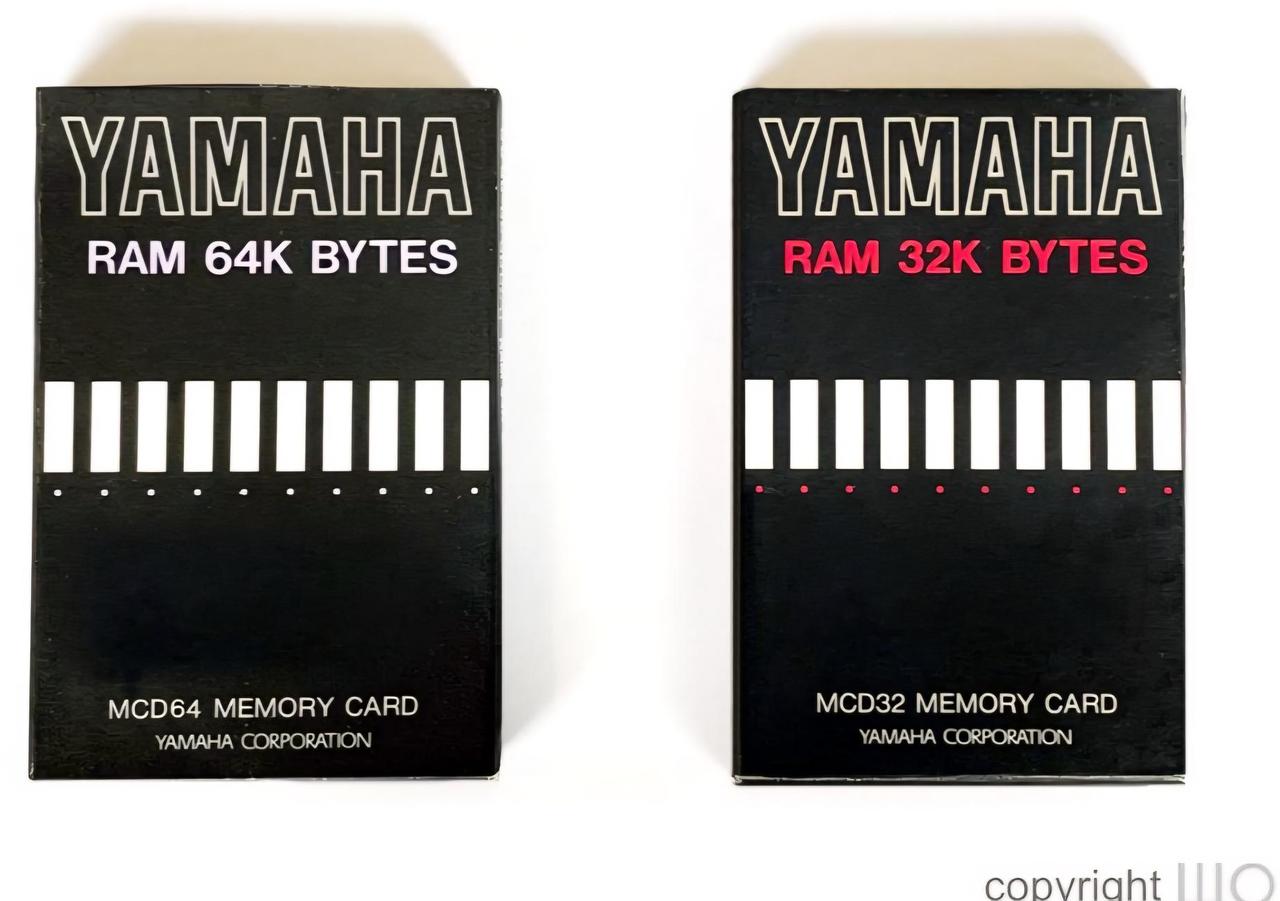 YAMAHA
RAM 64K BYTES
MCD64 MEMORY CARD
YAMAHA CORPORATION
YAMAHA
RAM 32K BYTES
MCD32 MEMORY CARD
YAMAHA CORPORATION
copyright